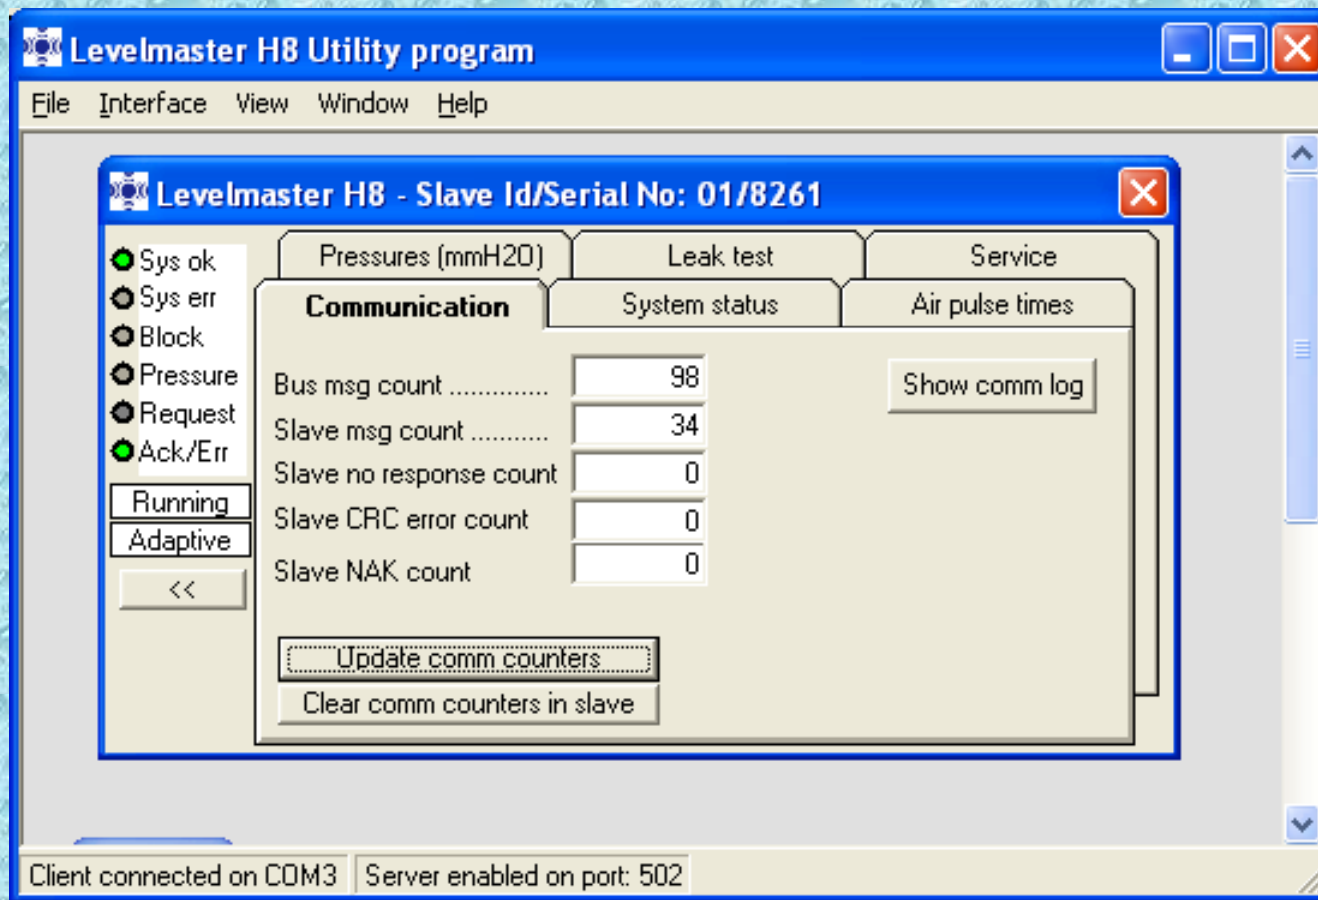 Levelmaster H8 Utility program
File Interface View Window Help
Levelmaster H8 - Slave Id/Serial No: 01/8261
Sys ok
Sys err
Block
Pressure
Request
Ack/Err
Running
Adaptive
<<
Pressures (mmH2O) Leak test Service
Communication System status Air pulse times
Bus msg count .............. 98
Slave msg count ........... 34
Slave no response count 0
Slave CRC error count 0
Slave NAK count 0
Show comm log
Update comm counters
Clear comm counters in slave
Client connected on COM3 Server enabled on port: 502